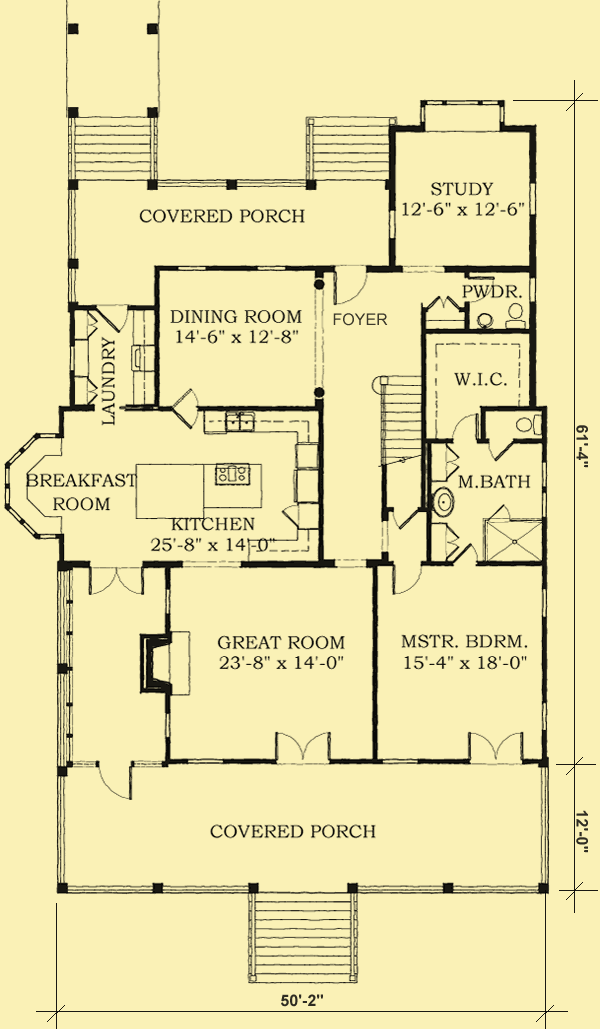 STUDY
12'-6" x 12'-6"
COVERED PORCH
PWDR.
DINING ROOM
14'-6" x 12'-8"
FOYER
LAUNDRY
W.I.C.
61'-4"
BREAKFAST
ROOM
M.BATH
KITCHEN
25'-8" x 14'-0"
GREAT ROOM
23'-8" x 14'-0"
MSTR. BDRM.
15'-4" x 18'-0"
COVERED PORCH
12'-0"
50'-2"